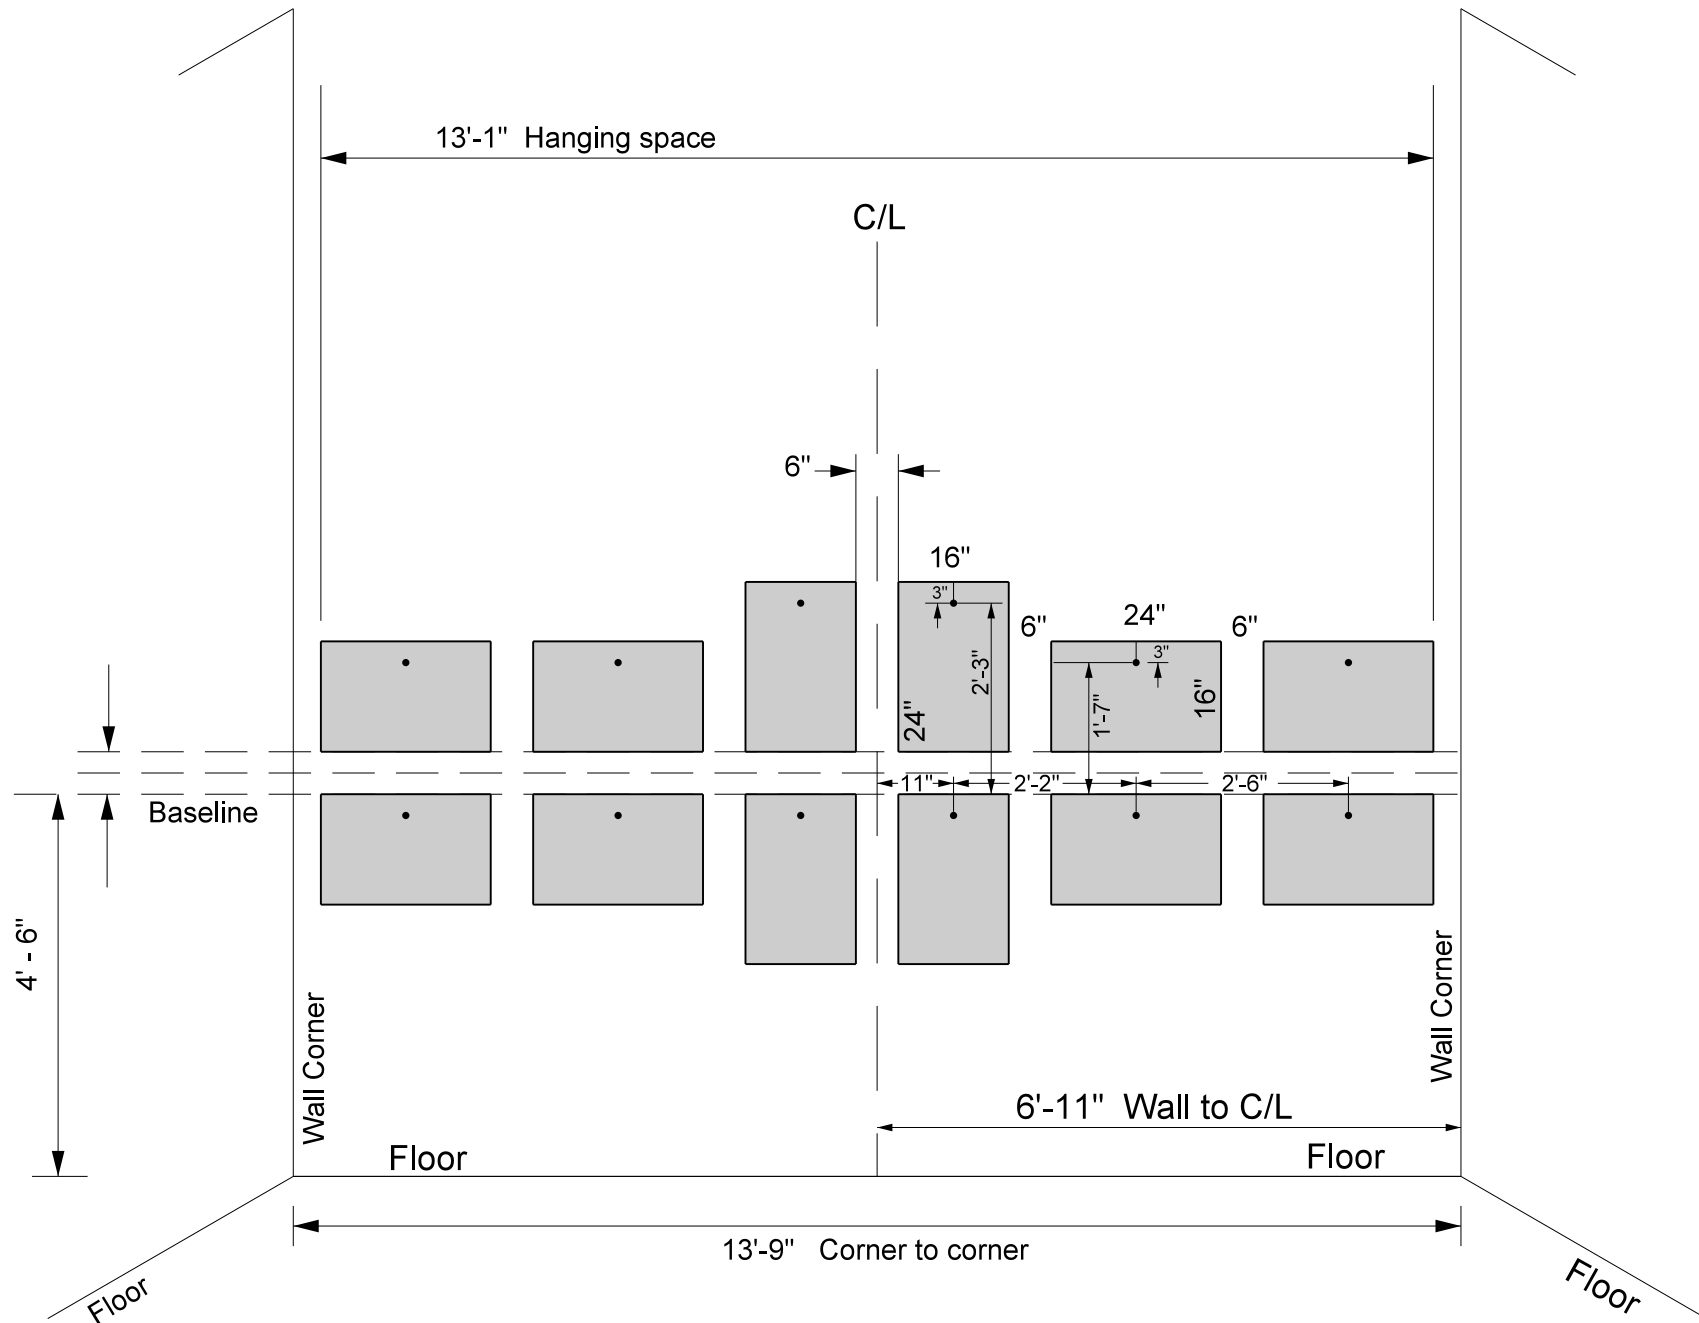 13'-1" Hanging space
C/L
6"
16"
3"
6"
24"
6"
3"
2'-3"
24"
1'-7"
16"
11"
2'-2"
2'-6"
Baseline
4' - 6"
Wall Corner
Wall Corner
6'-11" Wall to C/L
Floor
Floor
13'-9" Corner to corner
Floor
Floor